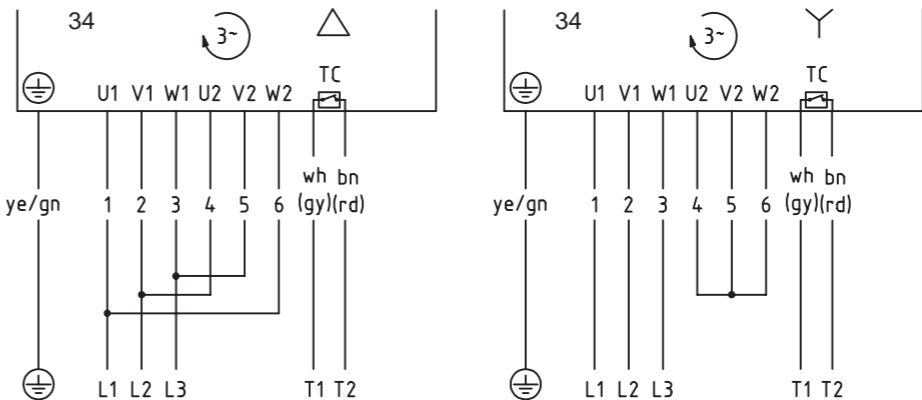 34
3~
TC
U1 V1 W1 U2 V2 W2
wh bn
ye/gn 1 2 3 4 5 6 (gy)(rd)
L1 L2 L3 T1 T2
34
3~
TC
U1 V1 W1 U2 V2 W2
wh bn
ye/gn 1 2 3 4 5 6 (gy)(rd)
L1 L2 L3 T1 T2